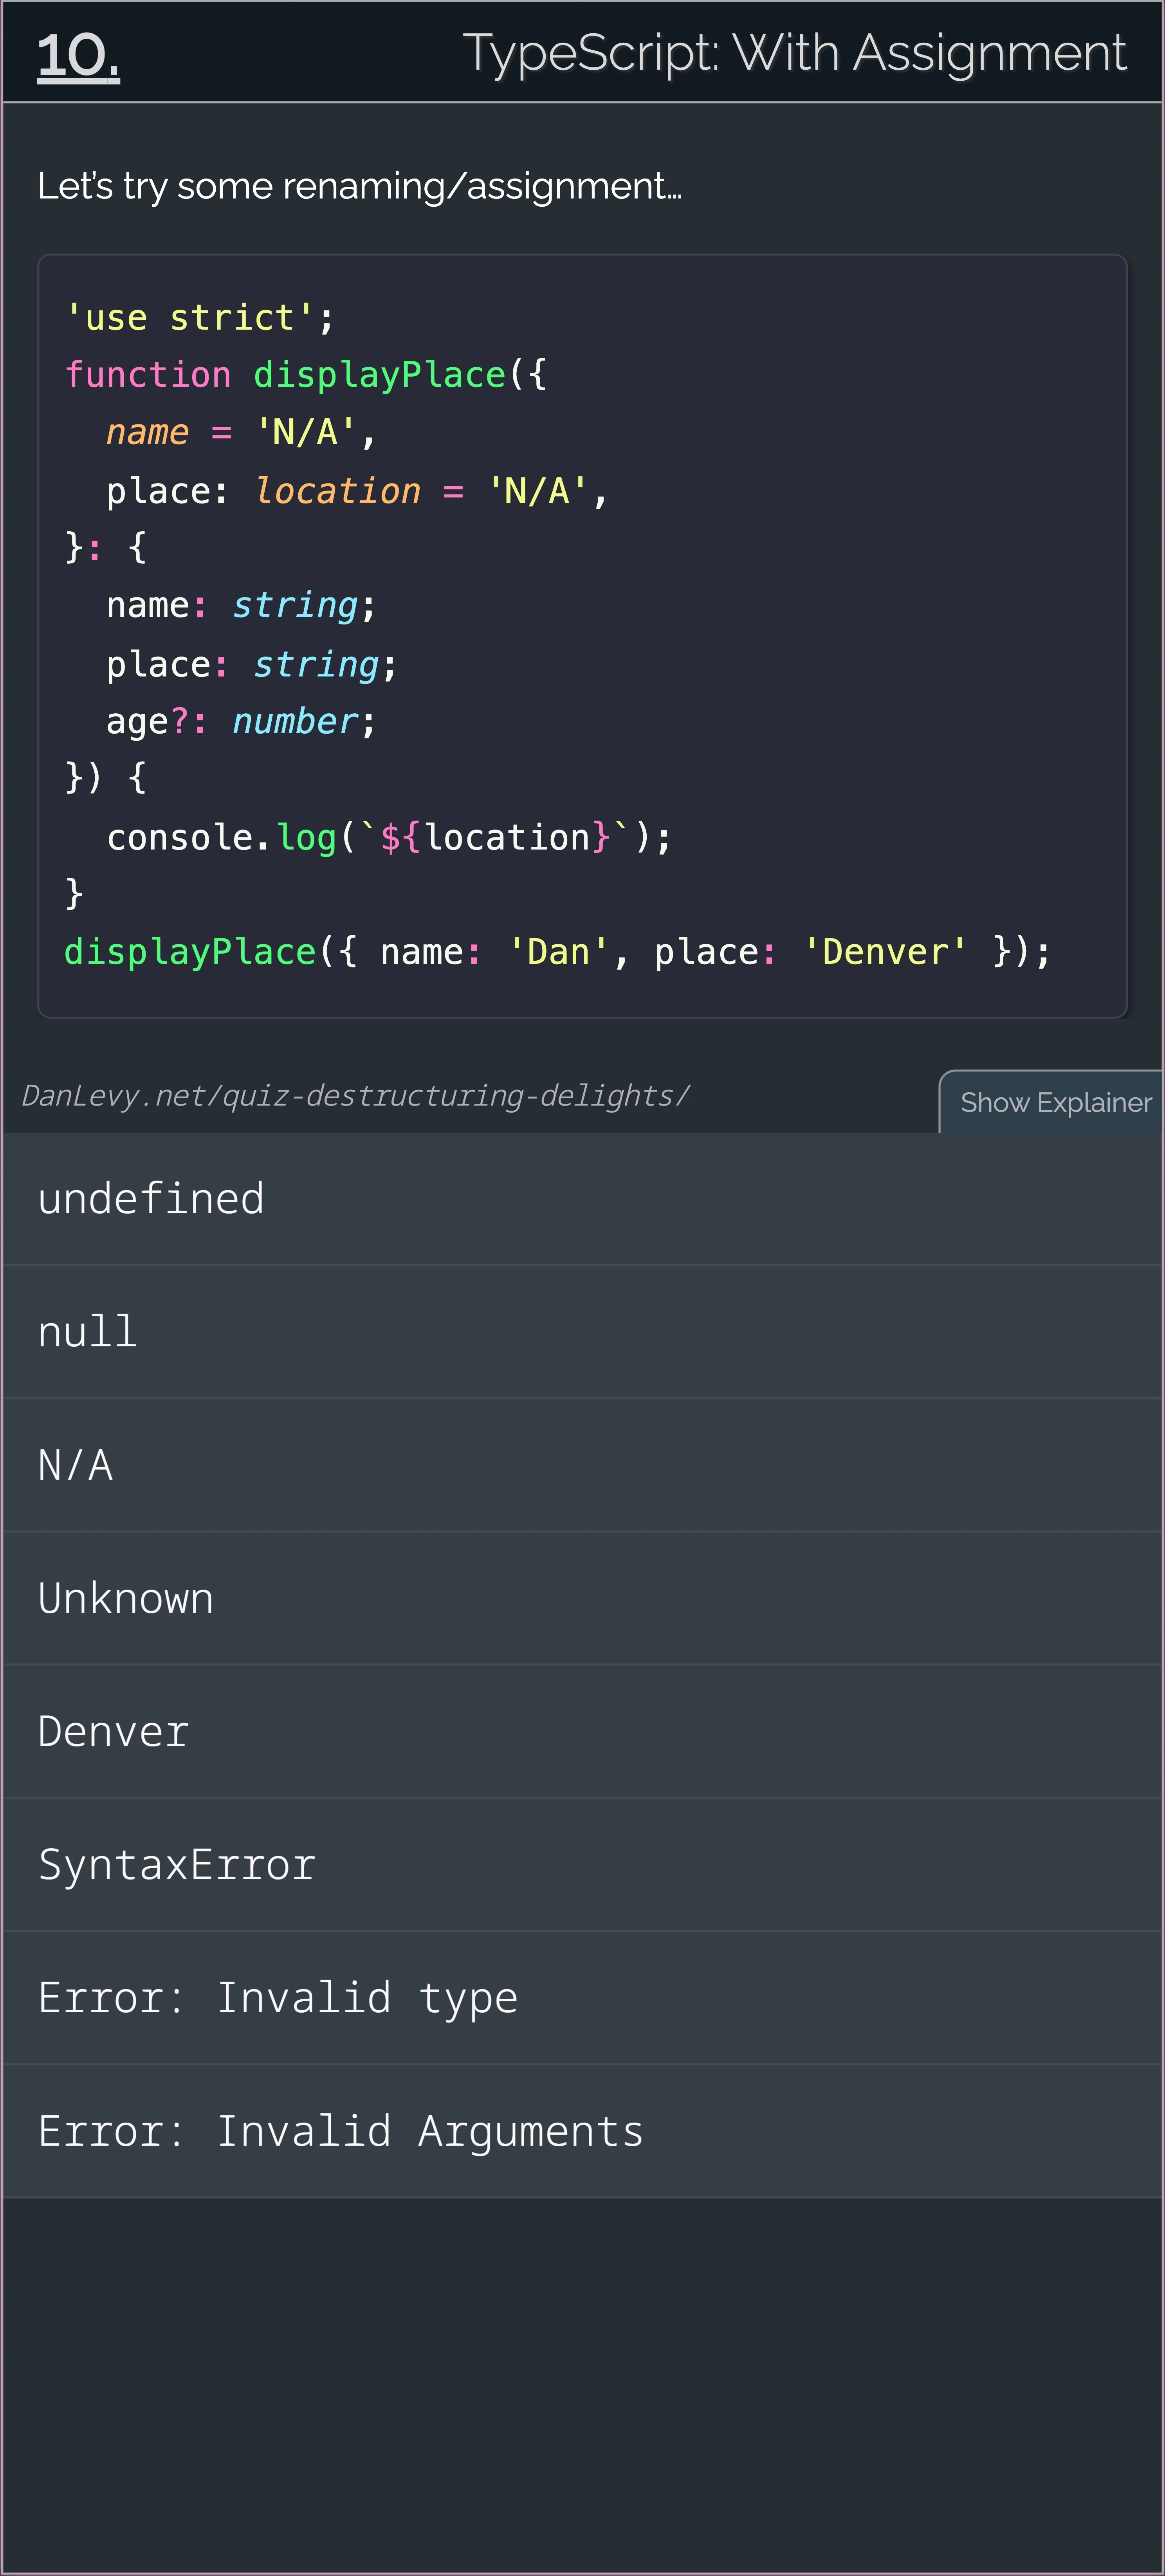 10.
TypeScript: With Assignment
Let's try some renaming/assignment…
'use strict';
function displayPlace({
  name = 'N/A',
  place: location = 'N/A',
}: {
  name: string;
  place: string;
  age?: number;
}) {
  console.log(`${location}`);
}
displayPlace({ name: 'Dan', place: 'Denver' });
DanLevy.net/quiz-destructuring-delights/
Show Explainer
undefined
null
N/A
Unknown
Denver
SyntaxError
Error: Invalid type
Error: Invalid Arguments